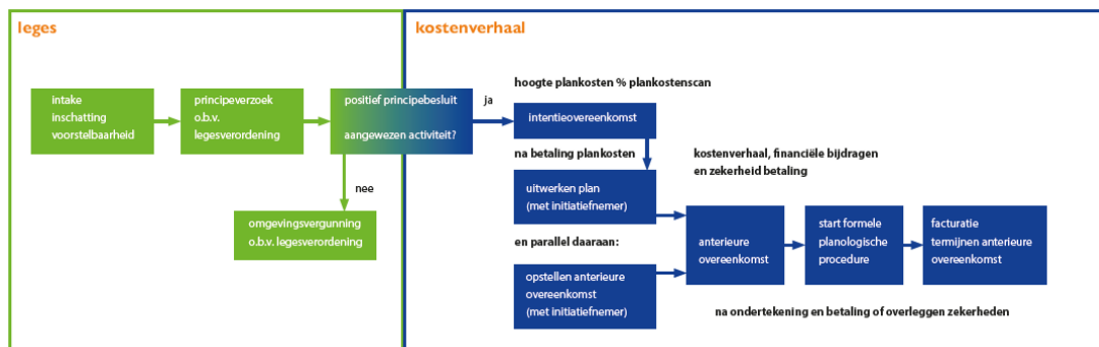 leges
intake
inschatting
voorstelbaarheid
principeverzoek
o.b.v.
legesverordening
positief principebesluit
aangewezen activiteit?
ja
nee
omgevingsvergunning
o.b.v. legesverordening
kostenverhaal
hoogte plankosten % plankostenscan
intentieovereenkomst
na betaling plankosten
uitwerken plan
(met initiatiefnemer)
en parallel daaraan:
opstellen anterieure
overeenkomst
(met initiatiefnemer)
kostenverhaal, financiële bijdragen
en zekerheid betaling
anterieure
overeenkomst
start formele
planologische
procedure
facturatie
termijnen anterieure
overeenkomst
na ondertekening en betaling of overleggen zekerheden